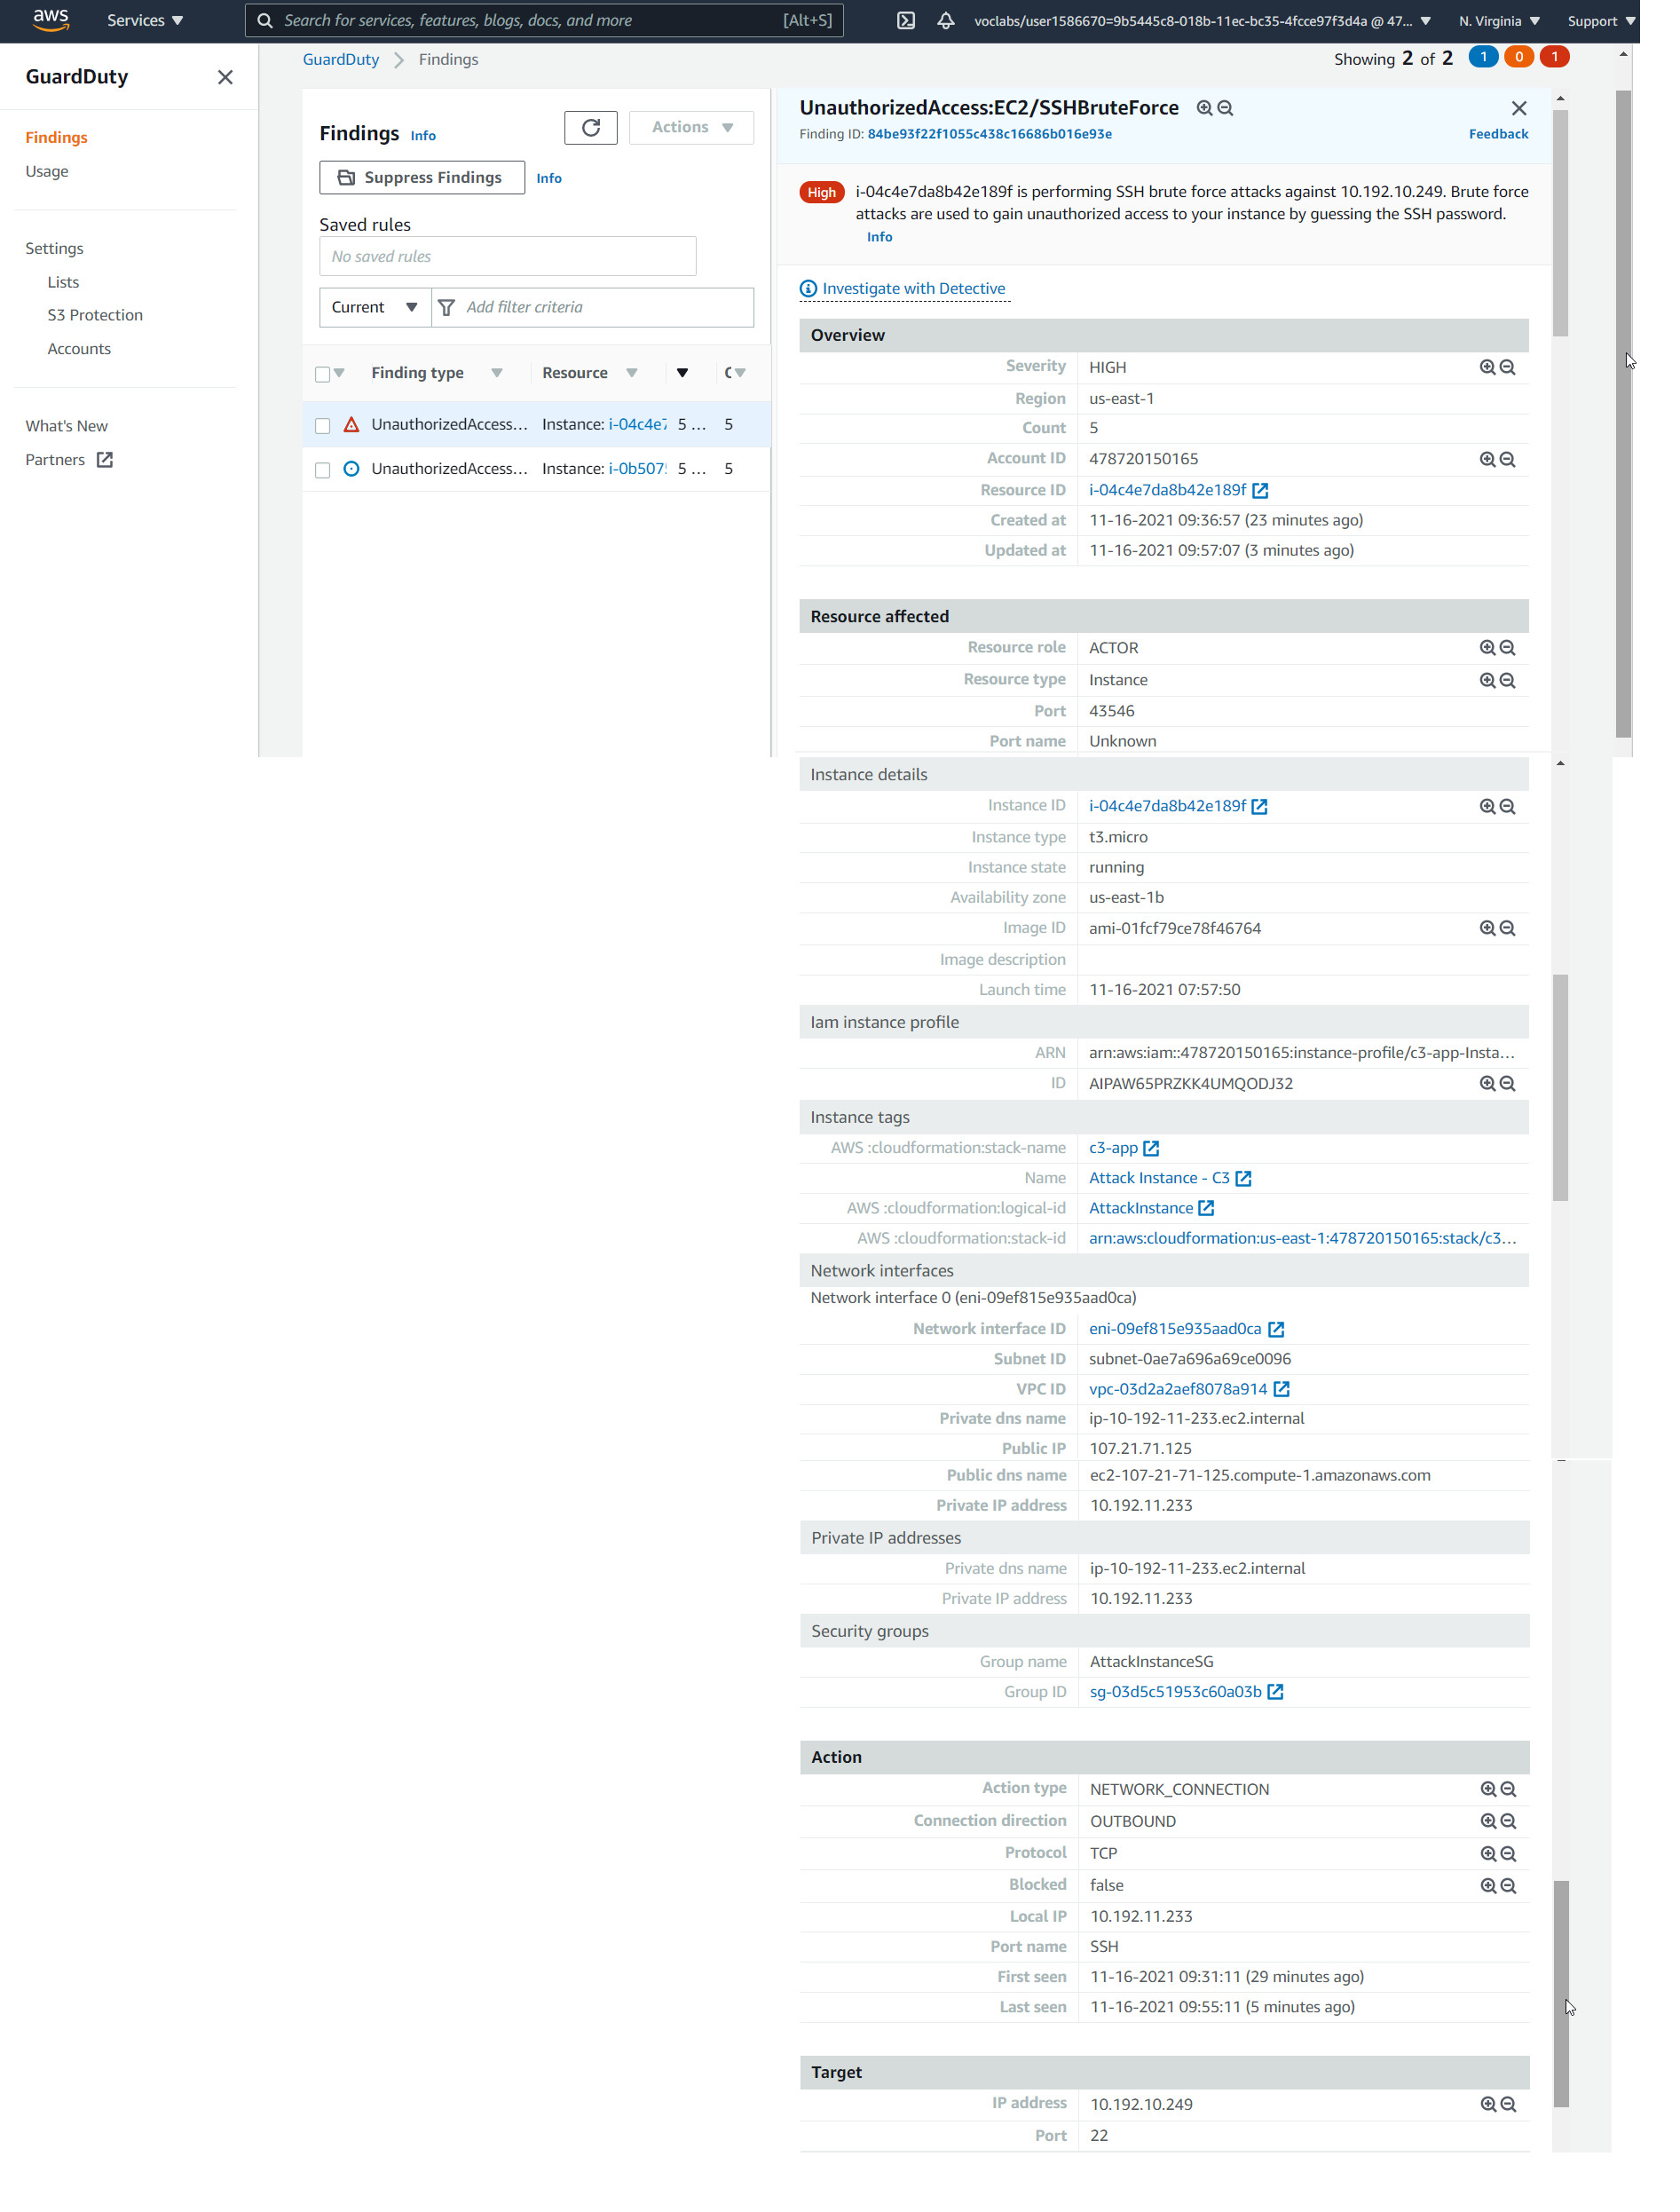 aws
Services
Search for services, features, blogs, docs, and more
[Alt+S]
voclabs/user1586670=9b5445c8-018b-11ec-bc35-4fcce97f3d4a @ 47...
N. Virginia
Support
GuardDuty
Findings
Usage
Settings
Lists
S3 Protection
Accounts
What's New
Partners
GuardDuty
Findings
Showing 2 of 2
1
0
1
Findings Info
Actions
Suppress Findings
Info
Saved rules
No saved rules
Current
Add filter criteria
Finding type
Resource
C
UnauthorizedAccess... Instance: i-04c4e7 5 ... 5
UnauthorizedAccess... Instance: i-0b507 5 ... 5
UnauthorizedAccess:EC2/SSHBruteForce
Finding ID: 84be93f22f1055c438c16686b016e93e
Feedback
High
i-04c4e7da8b42e189f is performing SSH brute force attacks against 10.192.10.249. Brute force
attacks are used to gain unauthorized access to your instance by guessing the SSH password.
Info
Investigate with Detective
Overview
Severity HIGH
Region us-east-1
Count 5
Account ID 478720150165
Resource ID i-04c4e7da8b42e189f
Created at 11-16-2021 09:36:57 (23 minutes ago)
Updated at 11-16-2021 09:57:07 (3 minutes ago)
Resource affected
Resource role ACTOR
Resource type Instance
Port 43546
Port name Unknown
Instance details
Instance ID i-04c4e7da8b42e189f
Instance type t3.micro
Instance state running
Availability zone us-east-1b
Image ID ami-01fcf79ce78f46764
Image description
Launch time 11-16-2021 07:57:50
Iam instance profile
ARN arn:aws:iam::478720150165:instance-profile/c3-app-Insta...
ID AIPAW65PRZKK4UMQODJ32
Instance tags
AWS :cloudformation:stack-name c3-app
Name Attack Instance - C3
AWS :cloudformation:logical-id AttackInstance
AWS :cloudformation:stack-id arn:aws:cloudformation:us-east-1:478720150165:stack/c3...
Network interfaces
Network interface 0 (eni-09ef815e935aad0ca)
Network interface ID eni-09ef815e935aad0ca
Subnet ID subnet-0ae7a696a69ce0096
VPC ID vpc-03d2a2aef8078a914
Private dns name ip-10-192-11-233.ec2.internal
Public IP 107.21.71.125
Public dns name ec2-107-21-71-125.compute-1.amazonaws.com
Private IP address 10.192.11.233
Private IP addresses
Private dns name ip-10-192-11-233.ec2.internal
Private IP address 10.192.11.233
Security groups
Group name AttackInstanceSG
Group ID sg-03d5c51953c60a03b
Action
Action type NETWORK_CONNECTION
Connection direction OUTBOUND
Protocol TCP
Blocked false
Local IP 10.192.11.233
Port name SSH
First seen 11-16-2021 09:31:11 (29 minutes ago)
Last seen 11-16-2021 09:55:11 (5 minutes ago)
Target
IP address 10.192.10.249
Port 22